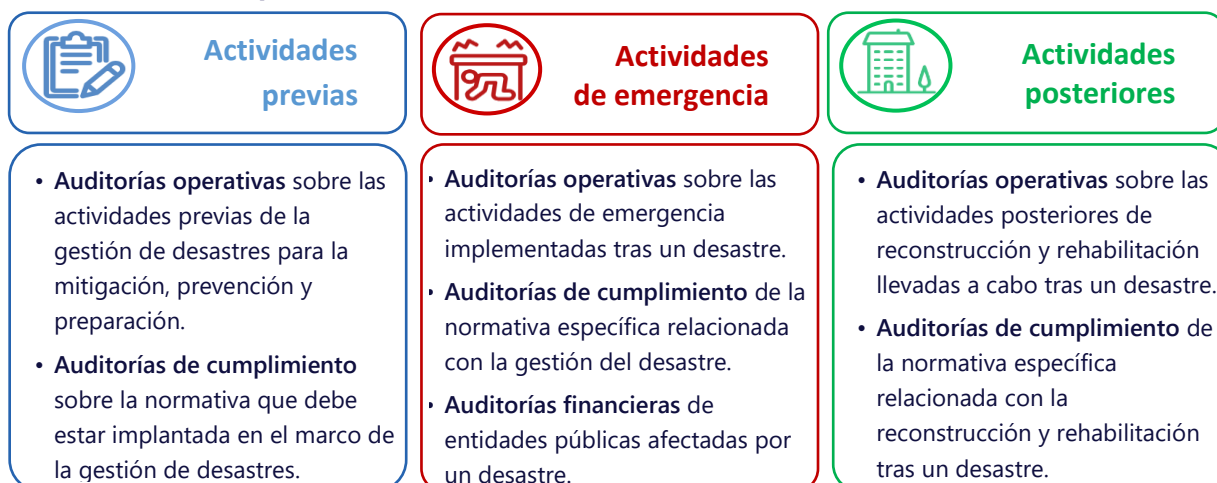 Actividades
previas
Actividades
de emergencia
Actividades
posteriores
• Auditorías operativas sobre las
actividades previas de la
gestión de desastres para la
mitigación, prevención y
preparación.
• Auditorías de cumplimiento
sobre la normativa que debe
estar implantada en el marco de
la gestión de desastres.
• Auditorías operativas sobre las
actividades de emergencia
implementadas tras un desastre.
• Auditorías de cumplimiento de la
normativa específica relacionada
con la gestión del desastre.
• Auditorías financieras de
entidades públicas afectadas por
un desastre.
• Auditorías operativas sobre las
actividades posteriores de
reconstrucción y rehabilitación
llevadas a cabo tras un desastre.
• Auditorías de cumplimiento de
la normativa específica
relacionada con la
reconstrucción y rehabilitación
tras un desastre.